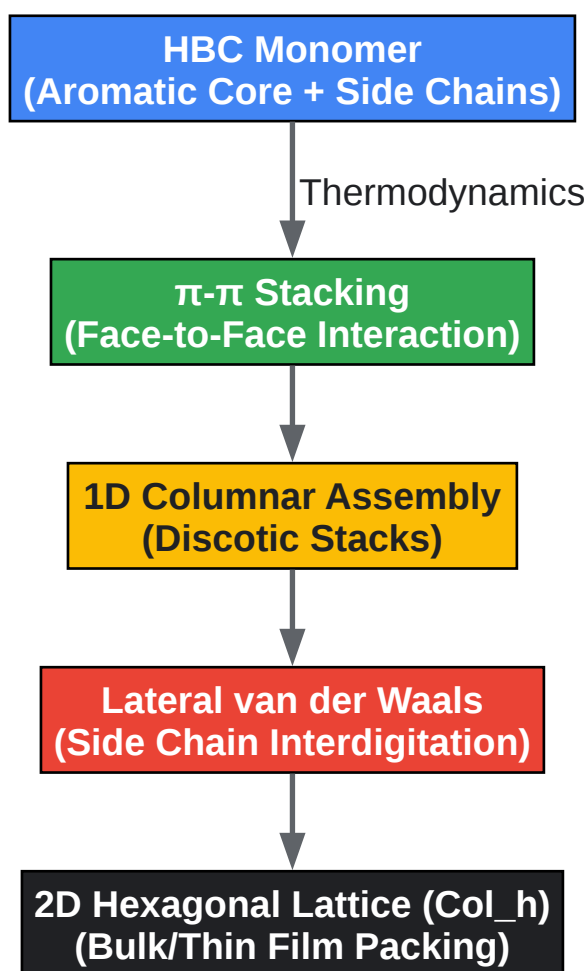 HBC Monomer
(Aromatic Core + Side Chains)
Thermodynamics
π-π Stacking
(Face-to-Face Interaction)
1D Columnar Assembly
(Discotic Stacks)
Lateral van der Waals
(Side Chain Interdigitation)
2D Hexagonal Lattice (Col_h)
(Bulk/Thin Film Packing)